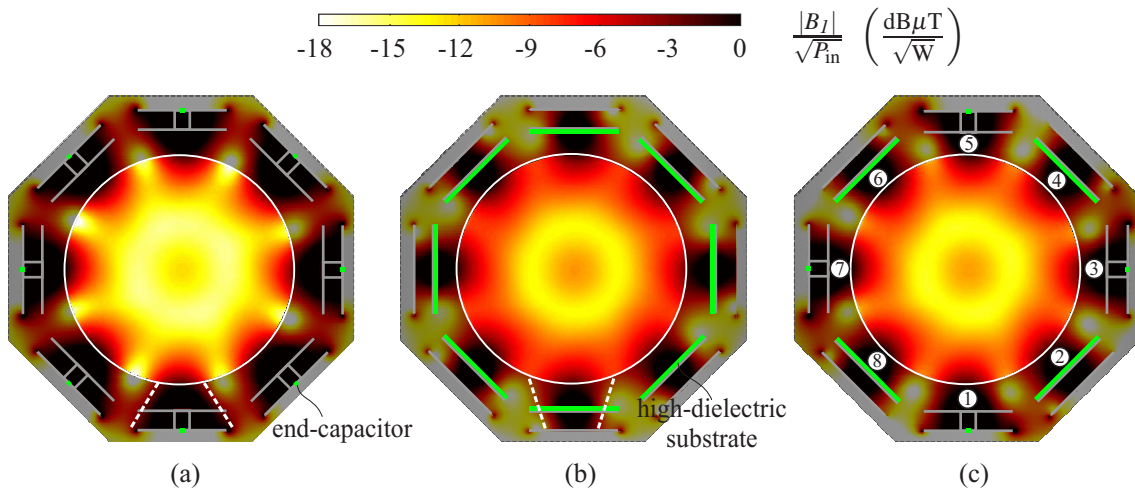 -18 -15 -12 -9 -6 -3 0
|B1| / √Pin (dBμT / √W)
5
6 4
7 3
8 2
1
end-capacitor
high-dielectric
substrate
(a) (b) (c)